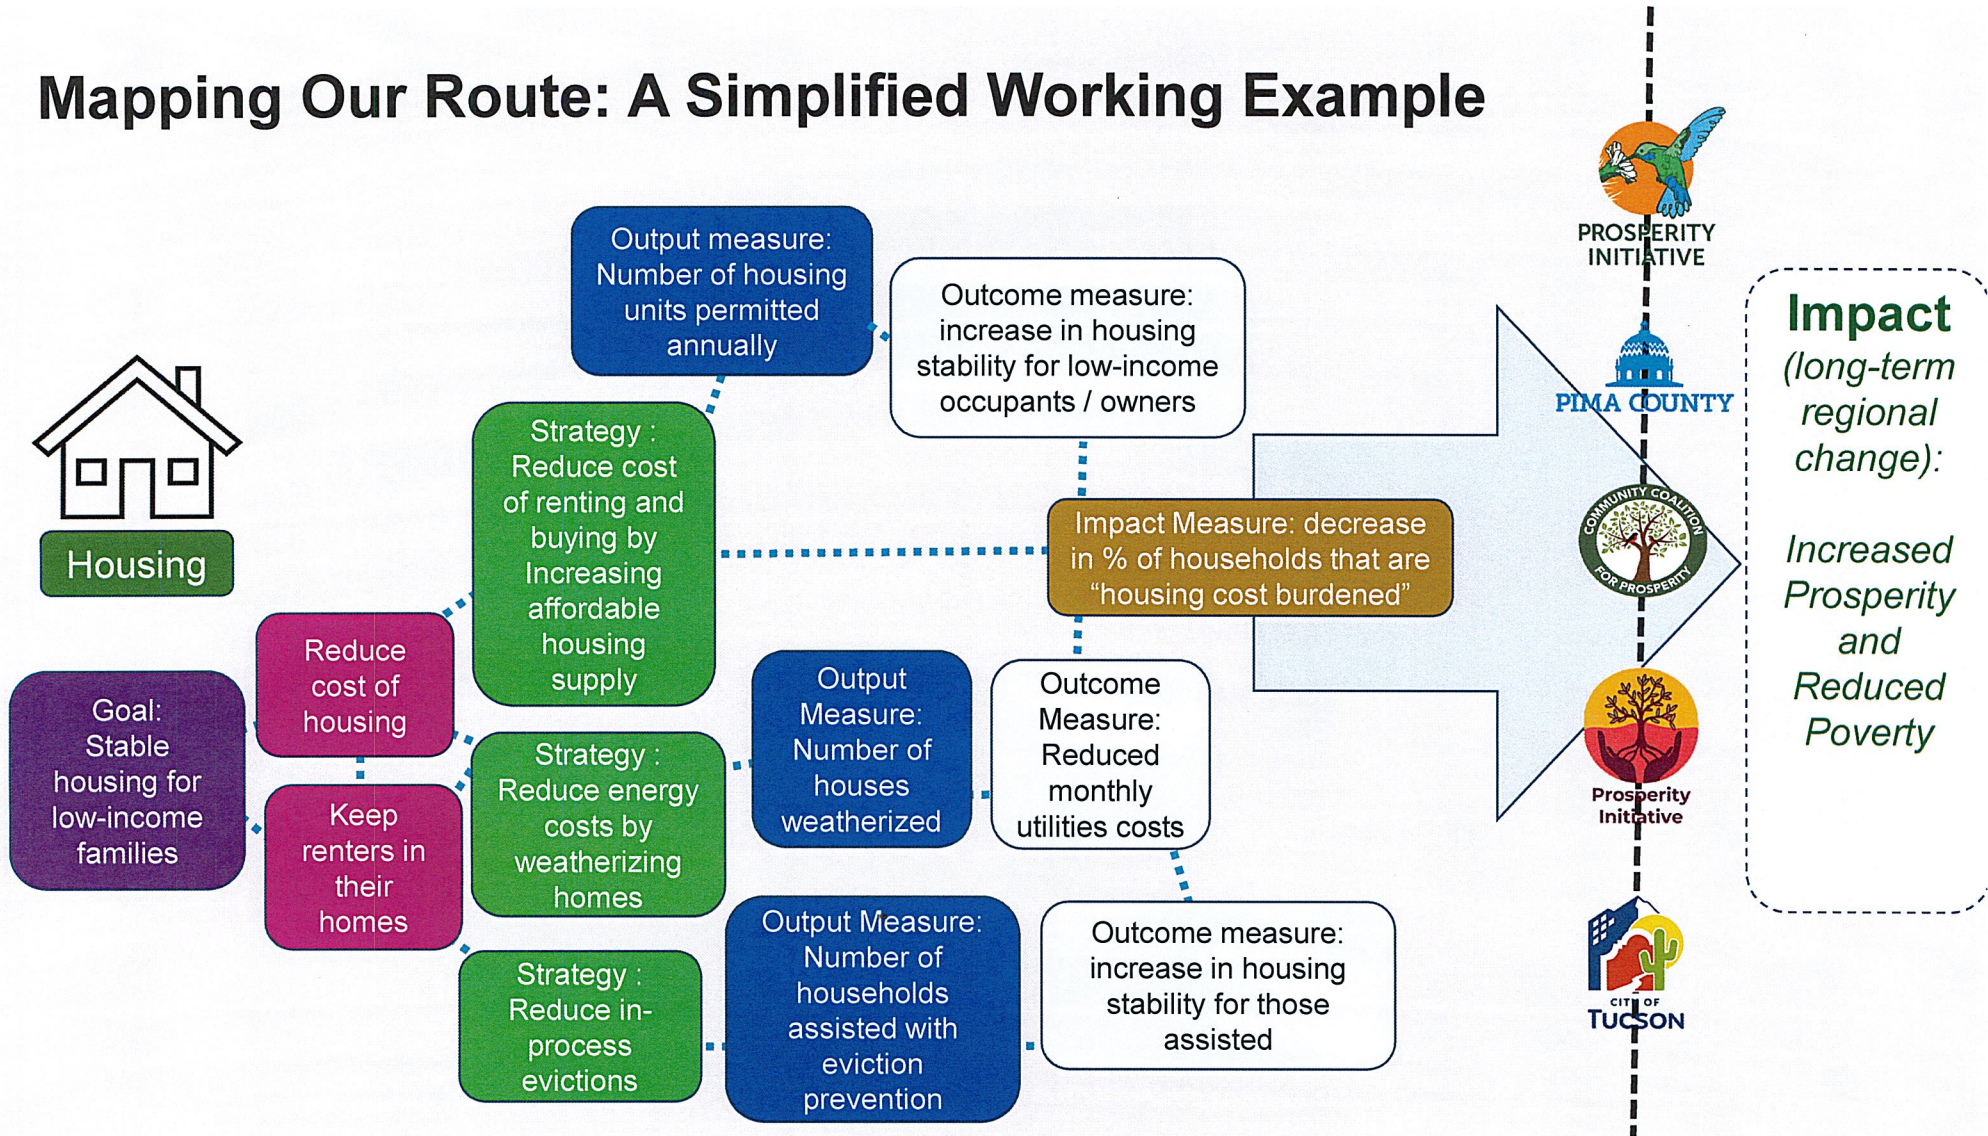 Mapping Our Route: A Simplified Working Example
Housing
Goal:
Stable
housing for
low-income
families
Reduce
cost of
housing
Keep
renters in
their
homes
Strategy :
Reduce cost
of renting and
buying by
Increasing
affordable
housing
supply
Strategy :
Reduce energy
costs by
weatherizing
homes
Strategy :
Reduce in-
process
evictions
Output measure:
Number of housing
units permitted
annually
Output
Measure:
Number of
houses
weatherized
Output Measure:
Number of
households
assisted with
eviction
prevention
Outcome measure:
increase in housing
stability for low-income
occupants / owners
Impact Measure: decrease
in % of households that are
“housing cost burdened”
Outcome
Measure:
Reduced
monthly
utilities costs
Outcome measure:
increase in housing
stability for those
assisted
PROSPERITY
INITIATIVE
PIMA COUNTY
COMMUNITY COALITION
FOR PROSPERITY
Prosperity
Initiative
CITY OF
TUCSON
Impact
(long-term
regional
change):
Increased
Prosperity
and
Reduced
Poverty